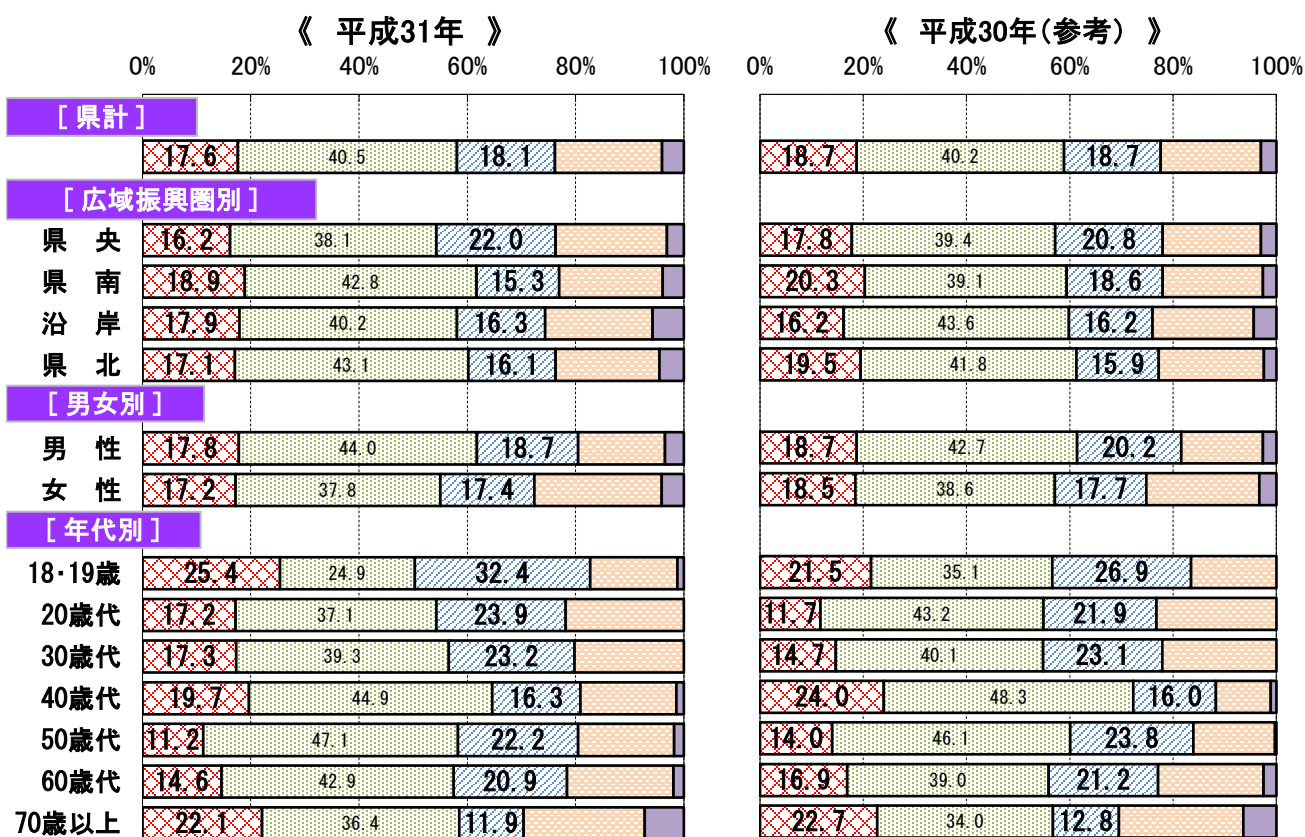 《 平成31年 》 《 平成30年(参考) 》
0% 20% 40% 60% 80% 100% 0% 20% 40% 60% 80% 100%
[ 県計 ]
17.6 40.5 18.1 18.7 40.2 18.7
[ 広域振興圏別 ]
県 央 16.2 38.1 22.0 17.8 39.4 20.8
県 南 18.9 42.8 15.3 20.3 39.1 18.6
沿 岸 17.9 40.2 16.3 16.2 43.6 16.2
県 北 17.1 43.1 16.1 19.5 41.8 15.9
[ 男女別 ]
男 性 17.8 44.0 18.7 18.7 42.7 20.2
女 性 17.2 37.8 17.4 18.5 38.6 17.7
[ 年代別 ]
18・19歳 25.4 24.9 32.4 21.5 35.1 26.9
20歳代 17.2 37.1 23.9 11.7 43.2 21.9
30歳代 17.3 39.3 23.2 14.7 40.1 23.1
40歳代 19.7 44.9 16.3 24.0 48.3 16.0
50歳代 11.2 47.1 22.2 14.0 46.1 23.8
60歳代 14.6 42.9 20.9 16.9 39.0 21.2
70歳以上 22.1 36.4 11.9 22.7 34.0 12.8